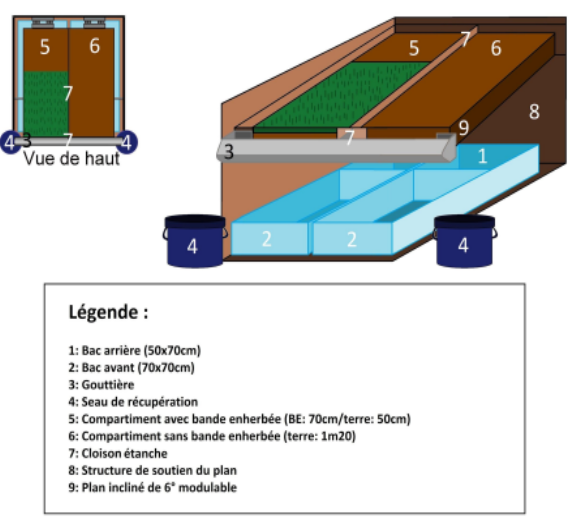 5 6
7
4 3 7 4
Vue de haut
5 7 6
8
9
7
3 1
2 2
4 4
Légende :
1: Bac arrière (50x70cm)
2: Bac avant (70x70cm)
3: Gouttière
4: Seau de récupération
5: Compartiment avec bande enherbée (BE: 70cm/terre: 50cm)
6: Compartiment sans bande enherbée (terre: 1m20)
7: Cloison étanche
8: Structure de soutien du plan
9: Plan incliné de 6° modulable